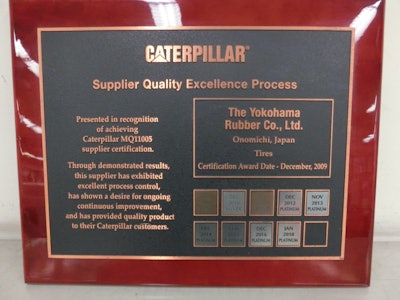 CATERPILLAR
Supplier Quality Excellence Process
Presented in recognition
of achieving
Caterpillar MQ11005
supplier certification.
Through demonstrated results,
this supplier has exhibited
excellent process control,
has shown a desire for ongoing
continuous improvement,
and has provided quality product
to their Caterpillar customers.
The Yokohama
Rubber Co., Ltd.
Onomichi, Japan
Tires
Certification Award Date - December, 2009
DEC
2012
PLATINUM
NOV
2013
PLATINUM
PLATINUM
DEC
2016
PLATINUM
JAN
2018
PLATINUM